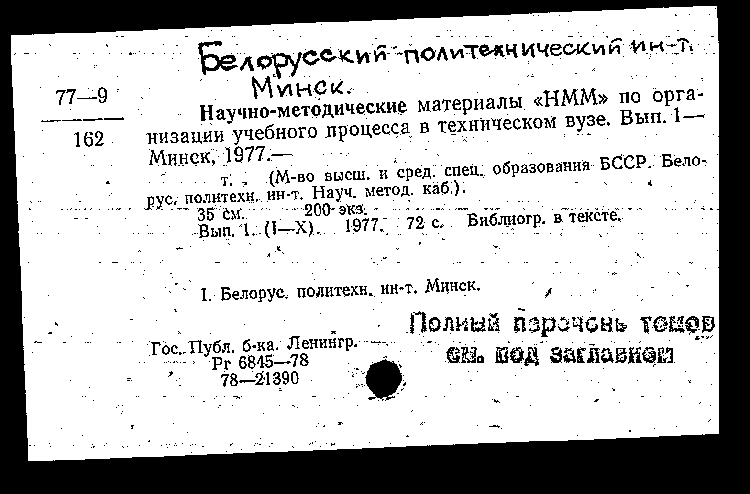 Белорусский политехнический ин-т.
Минск.
77—9
162
Научно-методические материалы «НММ» по орга-
низации учебного процесса в техническом вузе. Вып. 1—
Минск, 1977.—
т. (М-во высш. и сред. спец. образования БССР. Бело-
рус. политехн. ин-т. Науч. метод. каб.).
35 см. 200 экз.
Вып. 1. (I—X). 1977. 72 с. Библиогр. в тексте.
I. Белорус. политехн. ин-т. Минск.
Полный перечень томов
см. под заглавием
Гос. Публ. б-ка. Ленингр.
Pr 6845—78
78—21390